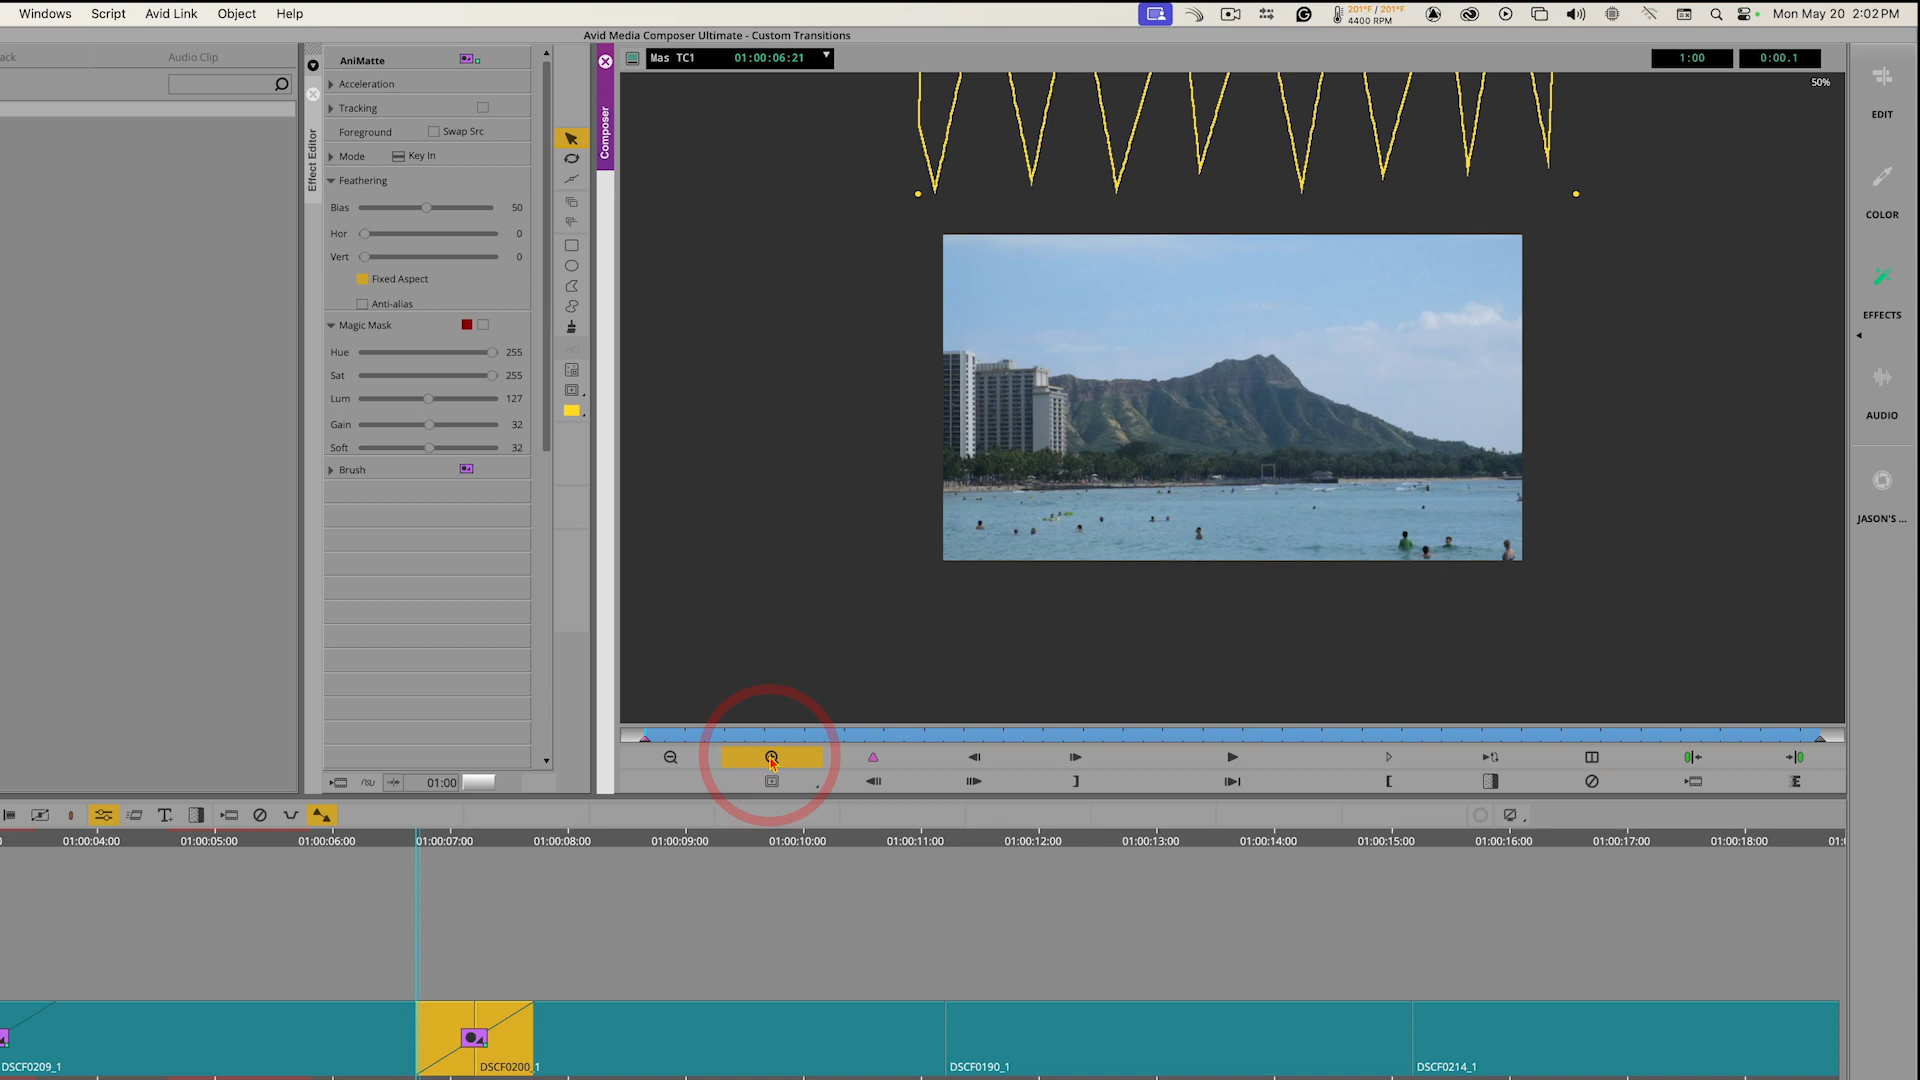 Windows Script Avid Link Object Help
201°F / 201°F
4400 RPM
Mon May 20 2:02 PM
Avid Media Composer Ultimate - Custom Transitions
ack
Audio Clip
Effect Editor
AniMatte
Acceleration
Tracking
Foreground
Swap Src
Mode
Key In
Feathering
Bias 50
Hor 0
Vert 0
Fixed Aspect
Anti-alias
Magic Mask
Hue 255
Sat 255
Lum 127
Gain 32
Soft 32
Brush
01:00
HQ
Composer
Mas TC1 01:00:06:21
1:00
0:00.1
50%
EDIT
COLOR
EFFECTS
AUDIO
JASON'S ...
0 01:00:04:00 01:00:05:00 01:00:06:00 01:00:07:00 01:00:08:00 01:00:09:00 01:00:10:00 01:00:11:00 01:00:12:00 01:00:13:00 01:00:14:00 01:00:15:00 01:00:16:00 01:00:17:00 01:00:18:00 01:
DSCF0209_1
DSCF0200_1
DSCF0190_1
DSCF0214_1